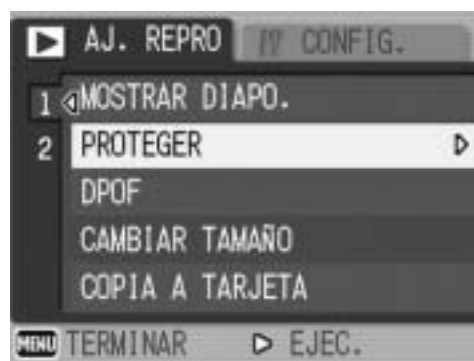 AJ. REPRO CONFIG.
1 MOSTRAR DIAPO.
2 PROTEGER
DPOF
CAMBIAR TAMAÑO
COPIA A TARJETA
MENU TERMINAR EJEC.